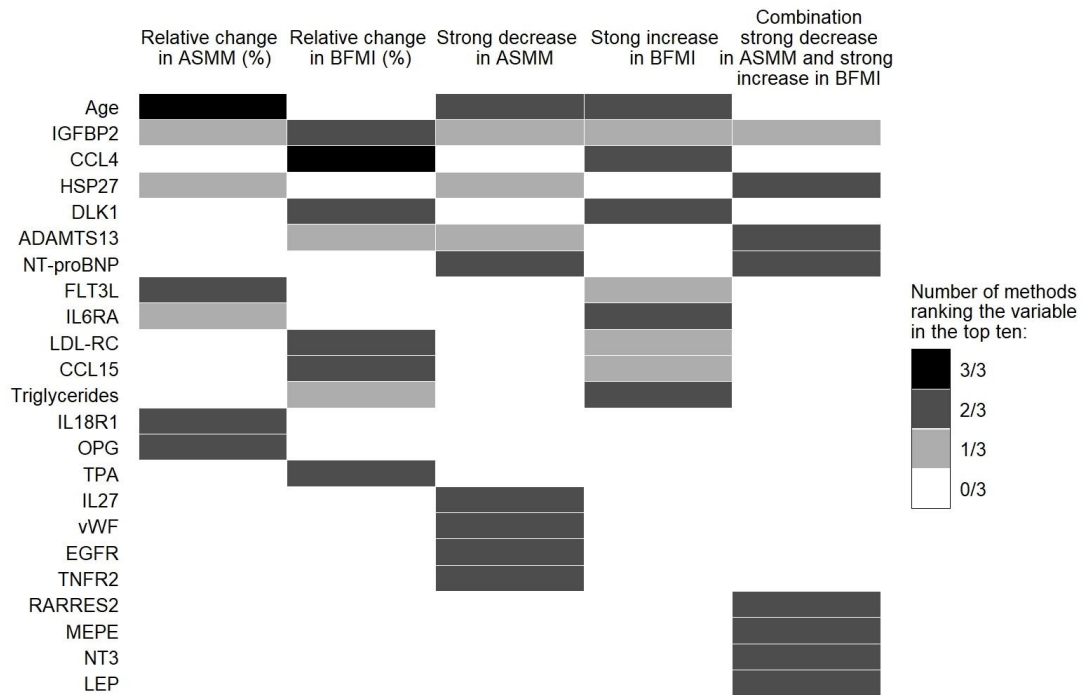 Relative change
in ASMM (%)
Relative change
in BFMI (%)
Strong decrease
in ASMM
Stong increase
in BFMI
Combination
strong decrease
in ASMM and strong
increase in BFMI
Age
IGFBP2
CCL4
HSP27
DLK1
ADAMTS13
NT-proBNP
FLT3L
IL6RA
LDL-RC
CCL15
Triglycerides
IL18R1
OPG
TPA
IL27
vWF
EGFR
TNFR2
RARRES2
MEPE
NT3
LEP
Number of methods
ranking the variable
in the top ten:
3/3
2/3
1/3
0/3